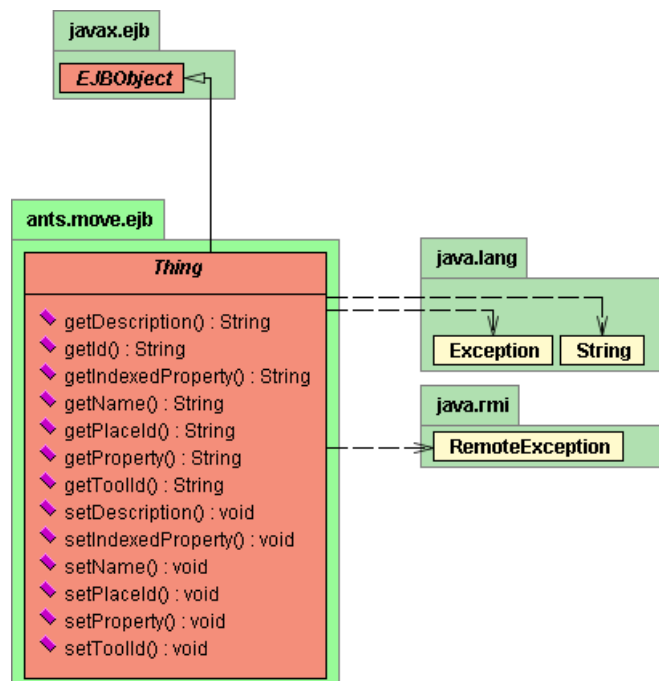 javax.ejb
EJBObject
ants.move.ejb
Thing
getDescription() : String
getId() : String
getIndexedProperty() : String
getName() : String
getPlaceId() : String
getProperty() : String
getToolId() : String
setDescription() : void
setIndexedProperty() : void
setName() : void
setPlaceId() : void
setProperty() : void
setToolId() : void
java.lang
Exception
String
java.rmi
RemoteException